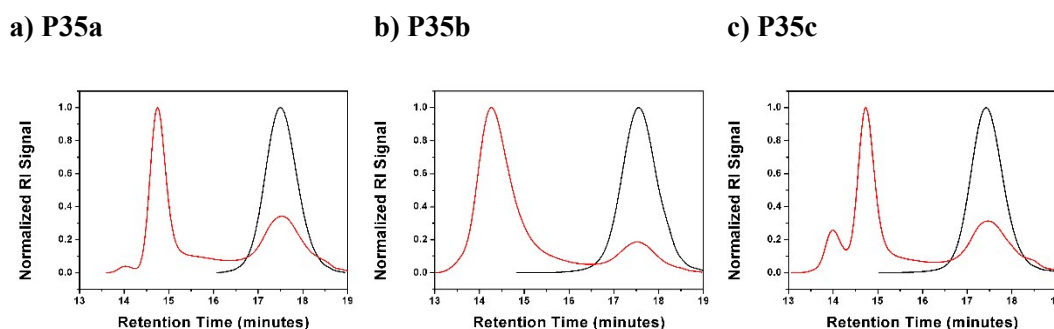 a) P35a
b) P35b
c) P35c
Normalized RI Signal
1.0
0.8
0.6
0.4
0.2
0.0
13 14 15 16 17 18 19
Retention Time (minutes)
Normalized RI Signal
1.0
0.8
0.6
0.4
0.2
0.0
13 14 15 16 17 18 19
Retention Time (minutes)
Normalized RI Signal
1.0
0.8
0.6
0.4
0.2
0.0
13 14 15 16 17 18 19
Retention Time (minutes)